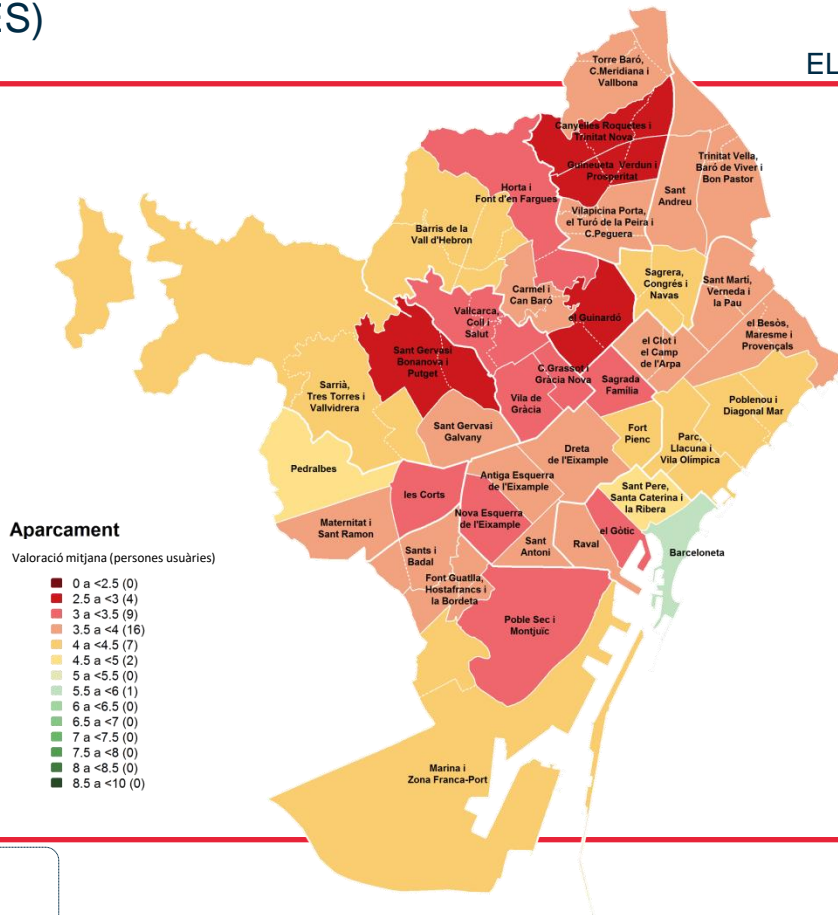 ES)
EL
Torre Baró,
C.Meridiana i
Vallbona
Canyelles Roquetes i
Trinitat Nova
Guineueta Verdun i
Prosperitat
Trinitat Vella,
Baró de Viver i
Bon Pastor
Sant
Andreu
Horta i
Font d'en Fargues
Vilapicina Porta,
el Turó de la Peira i
C.Peguera
Barris de la
Vall d'Hebron
Sagrera,
Congrés i
Navas
Sant Martí,
Verneda i
la Pau
Carmel i
Can Baró
Vallcarca,
Coll i
Salut
el Guinardó
el Besòs,
Maresme i
Provençals
el Clot i
el Camp
de l'Arpa
Sant Gervasi
Bonanova i
Putget
C.Grassot i
Gràcia Nova
Sagrada
Família
Sarrià,
Tres Torres i
Vallvidrera
Vila de
Gràcia
Poblenou i
Diagonal Mar
Sant Gervasi
Galvany
Fort
Pienc
Parc,
Llacuna i
Vila Olímpica
Dreta
de l'Eixample
Pedralbes
Antiga Esquerra
de l'Eixample
Sant Pere,
Santa Caterina i
la Ribera
les Corts
Nova Esquerra
de l'Eixample
Maternitat i
Sant Ramon
el Gòtic
Sant
Antoni
Raval
Barceloneta
Sants i
Badal
Font Guatlla,
Hostafrancs i
la Bordeta
Poble Sec i
Montjuïc
Marina i
Zona Franca-Port
Aparcament
Valoració mitjana (persones usuàries)
0 a <2.5 (0)
2.5 a <3 (4)
3 a <3.5 (9)
3.5 a <4 (16)
4 a <4.5 (7)
4.5 a <5 (2)
5 a <5.5 (0)
5.5 a <6 (1)
6 a <6.5 (0)
6.5 a <7 (0)
7 a <7.5 (0)
7.5 a <8 (0)
8 a <8.5 (0)
8.5 a <10 (0)